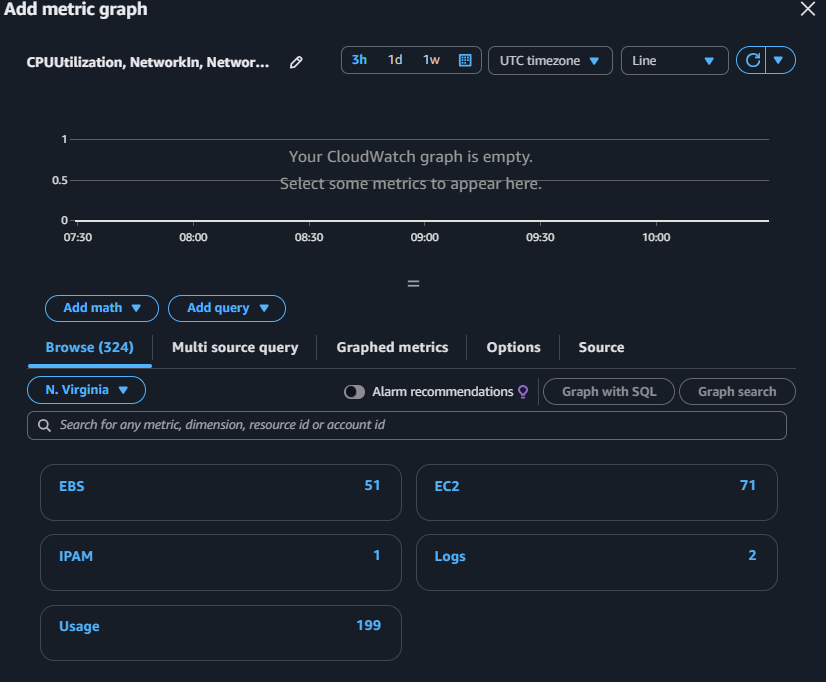 Add metric graph
CPUUtilization, NetworkIn, Networ...
3h 1d 1w
UTC timezone
Line
1
Your CloudWatch graph is empty.
0.5
Select some metrics to appear here.
0
07:30 08:00 08:30 09:00 09:30 10:00
Add math
Add query
Browse (324)
Multi source query
Graphed metrics
Options
Source
N. Virginia
Alarm recommendations
Graph with SQL
Graph search
Search for any metric, dimension, resource id or account id
EBS 51
EC2 71
IPAM 1
Logs 2
Usage 199